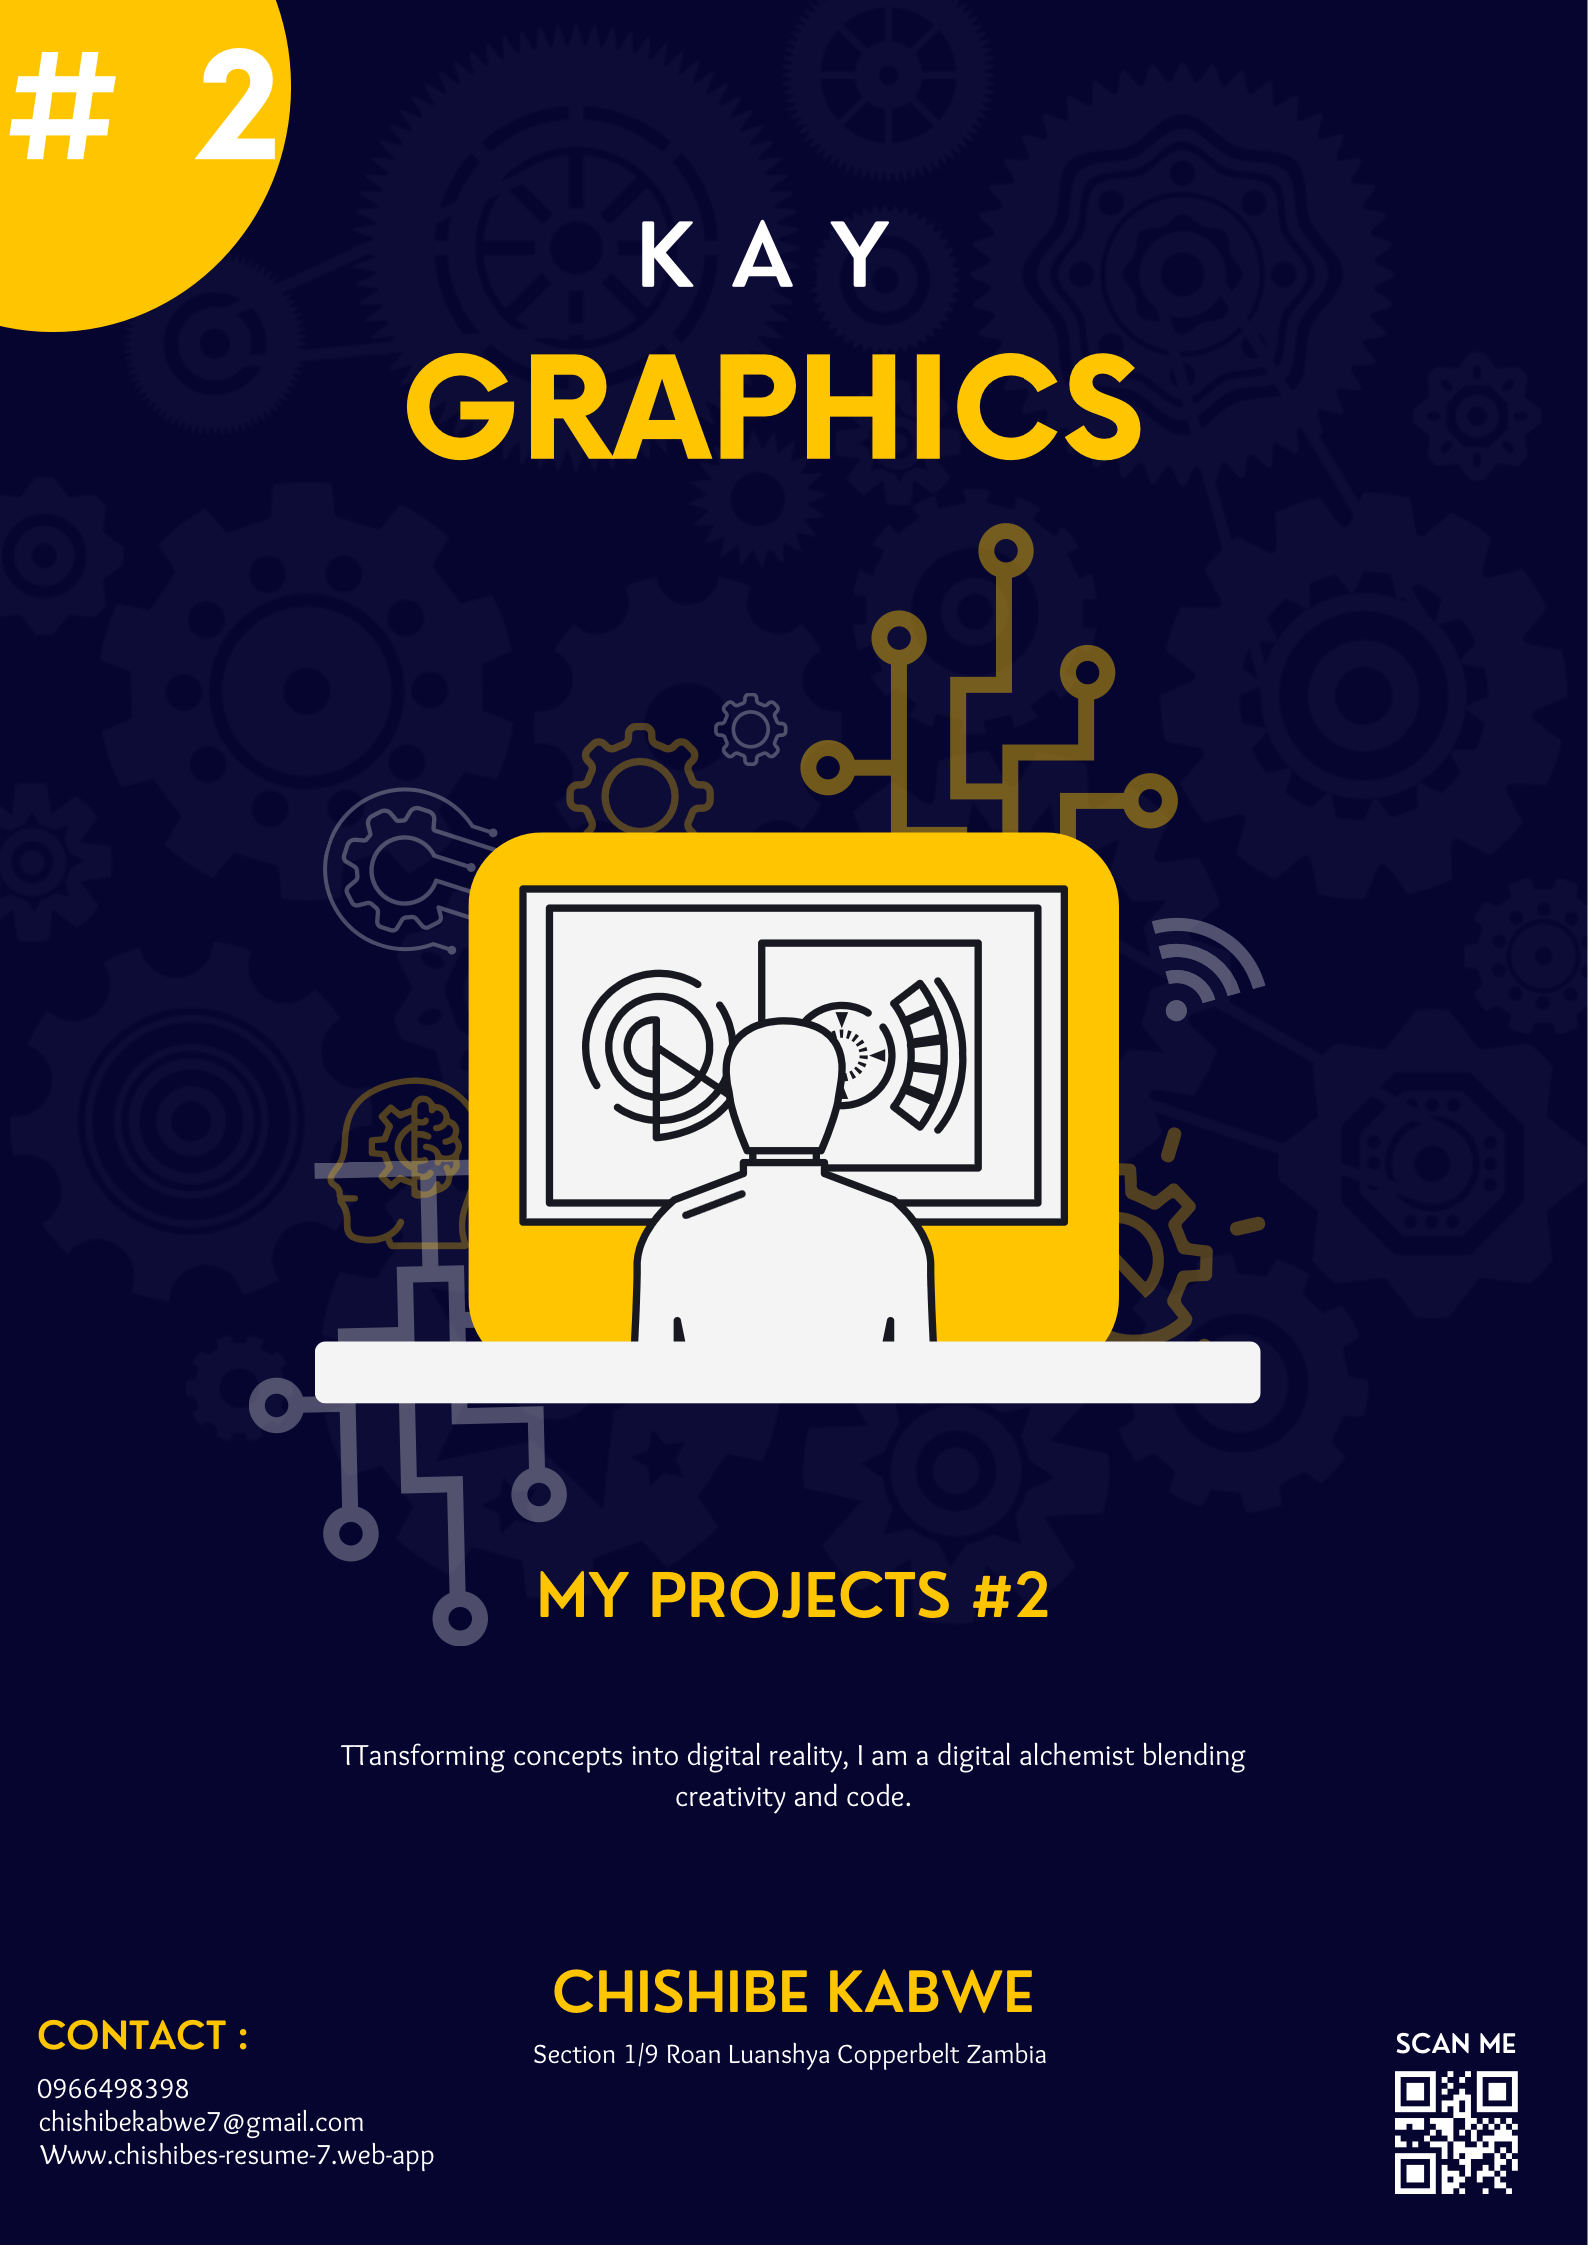 # 2
KAY
GRAPHICS
MY PROJECTS #2
TTansforming concepts into digital reality, I am a digital alchemist blending
creativity and code.
CHISHIBE KABWE
Section 1/9 Roan Luanshya Copperbelt Zambia
CONTACT :
0966498398
chishibekabwe7@gmail.com
Www.chishibes-resume-7.web-app
SCAN ME